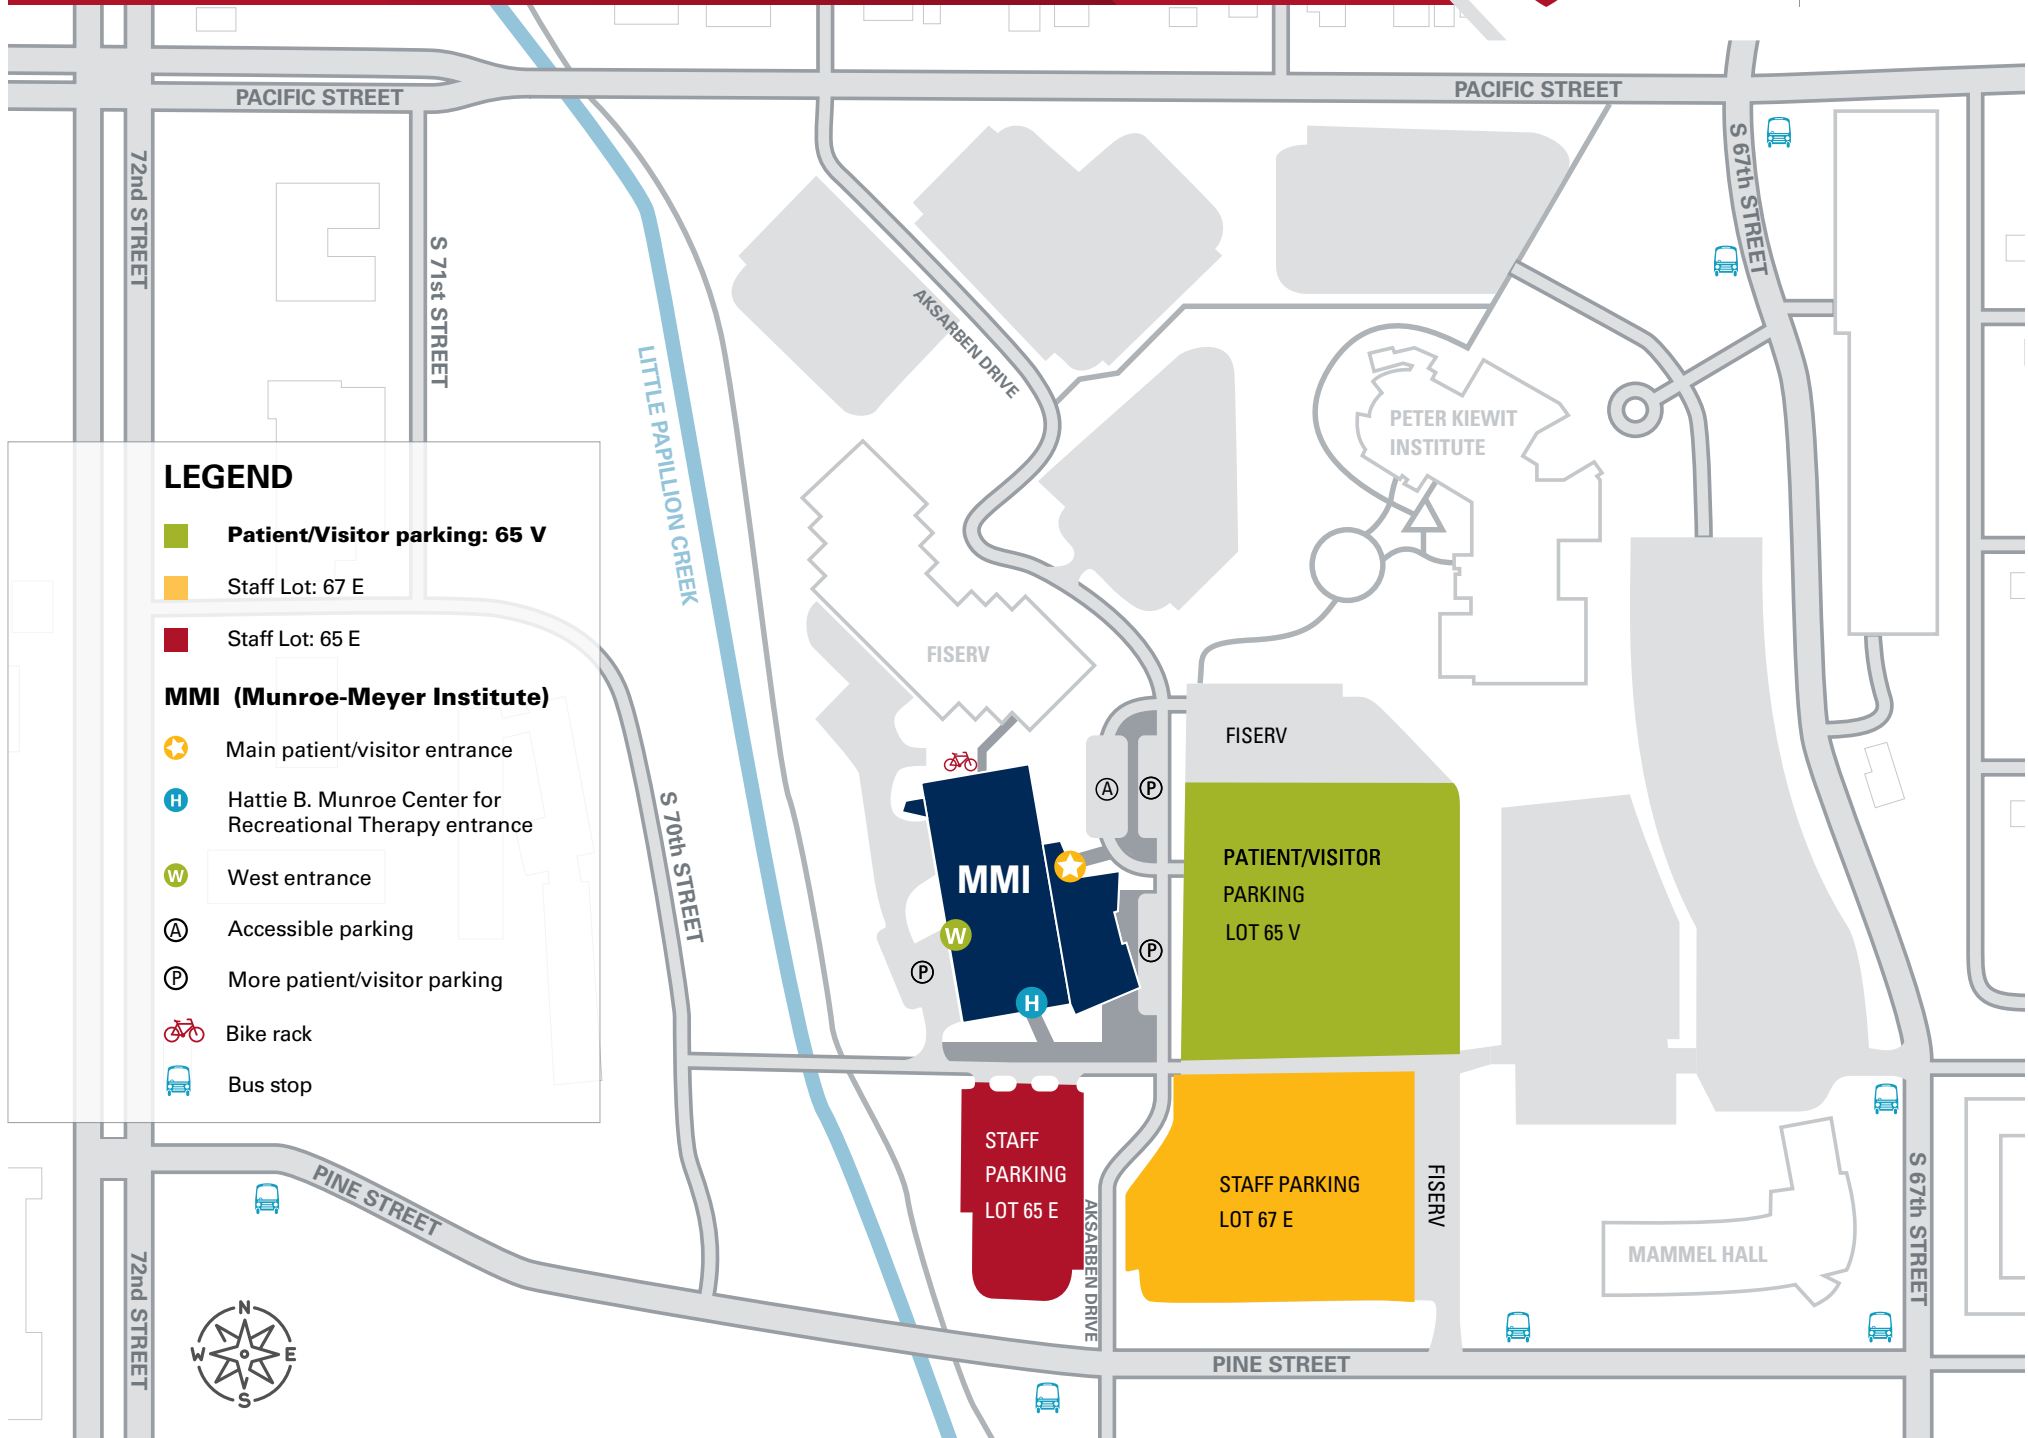 PACIFIC STREET
PACIFIC STREET
72nd STREET
S 71st STREET
S 67th STREET
AKSARBEN DRIVE
LITTLE PAPILLION CREEK
PETER KIEWIT
INSTITUTE
LEGEND
Patient/Visitor parking: 65 V
Staff Lot: 67 E
Staff Lot: 65 E
MMI (Munroe-Meyer Institute)
Main patient/visitor entrance
H
Hattie B. Munroe Center for
Recreational Therapy entrance
W
West entrance
A
Accessible parking
P
More patient/visitor parking
Bike rack
Bus stop
FISERV
FISERV
S 70th STREET
A
P
MMI
PATIENT/VISITOR
PARKING
LOT 65 V
W
P
P
H
STAFF
PARKING
LOT 65 E
AKSARBEN DRIVE
STAFF PARKING
LOT 67 E
FISERV
MAMMEL HALL
S 67th STREET
PINE STREET
72nd STREET
N
W
E
S
PINE STREET